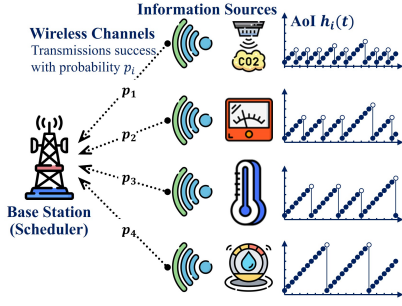 Information Sources
AoI h_i(t)
Wireless Channels
Transmissions success
with probability p_i
CO2
p_1
p_2
p_3
p_4
Base Station
(Scheduler)